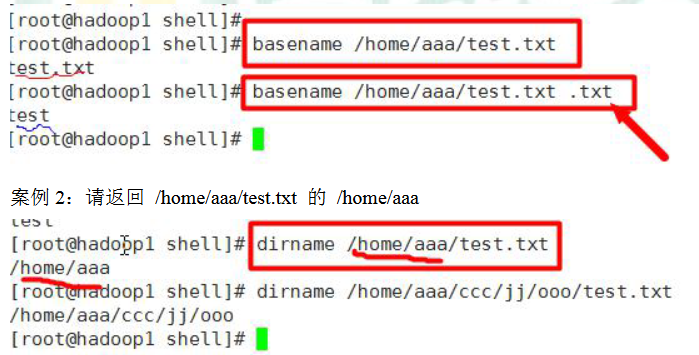 [root@hadoop1 shell]#
[root@hadoop1 shell]# basename /home/aaa/test.txt
test.txt
[root@hadoop1 shell]# basename /home/aaa/test.txt .txt
test
[root@hadoop1 shell]#
案例 2：请返回 /home/aaa/test.txt 的 /home/aaa
test
[root@hadoop1 shell]# dirname /home/aaa/test.txt
/home/aaa
[root@hadoop1 shell]# dirname /home/aaa/ccc/jj/ooo/test.txt
/home/aaa/ccc/jj/ooo
[root@hadoop1 shell]#